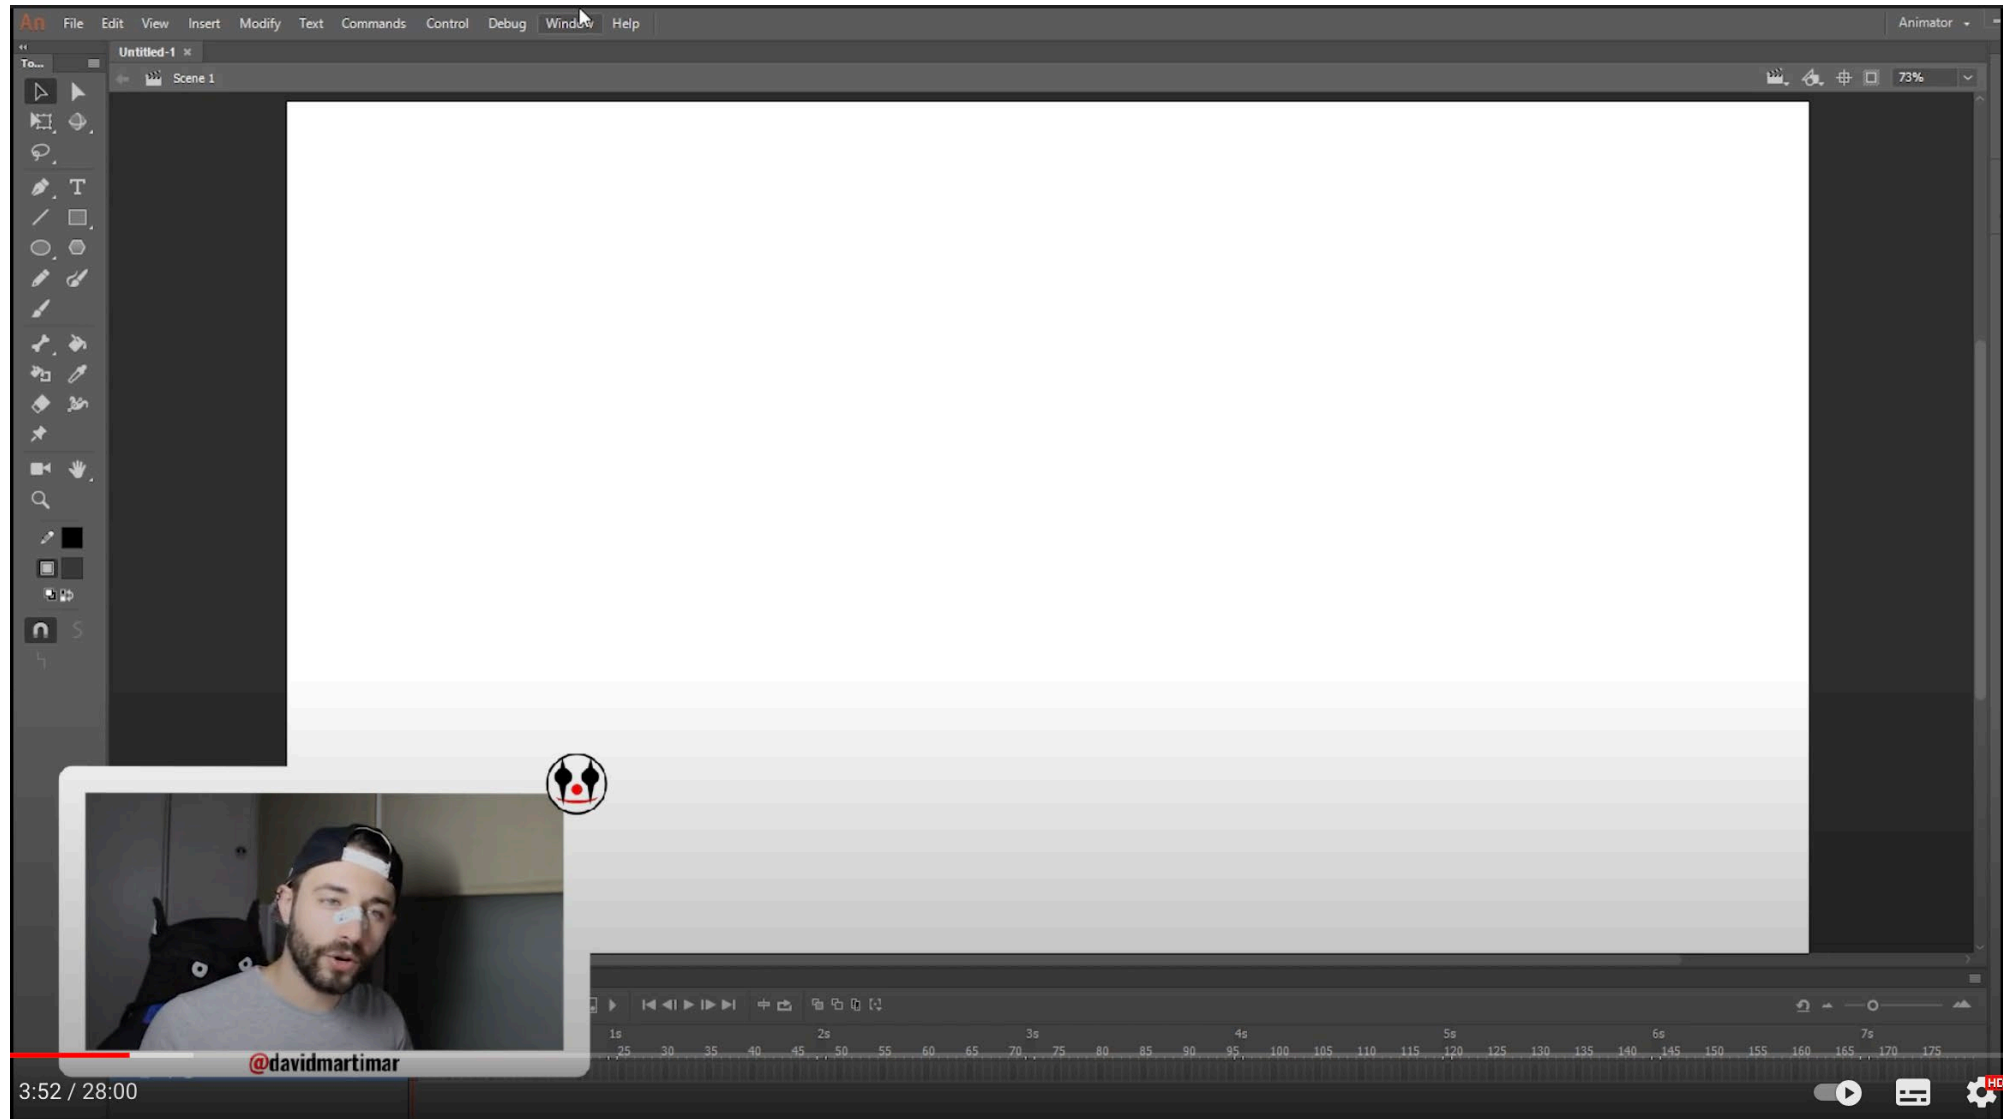 An File Edit View Insert Modify Text Commands Control Debug Window Help Animator
Untitled-1 ×
To...
Scene 1 73%
T
@davidmartimar
1s 2s 3s 4s 5s 6s 7s
25 30 35 40 45 50 55 60 65 70 75 80 85 90 95 100 105 110 115 120 125 130 135 140 145 150 155 160 165 170 175
3:52 / 28:00
HD